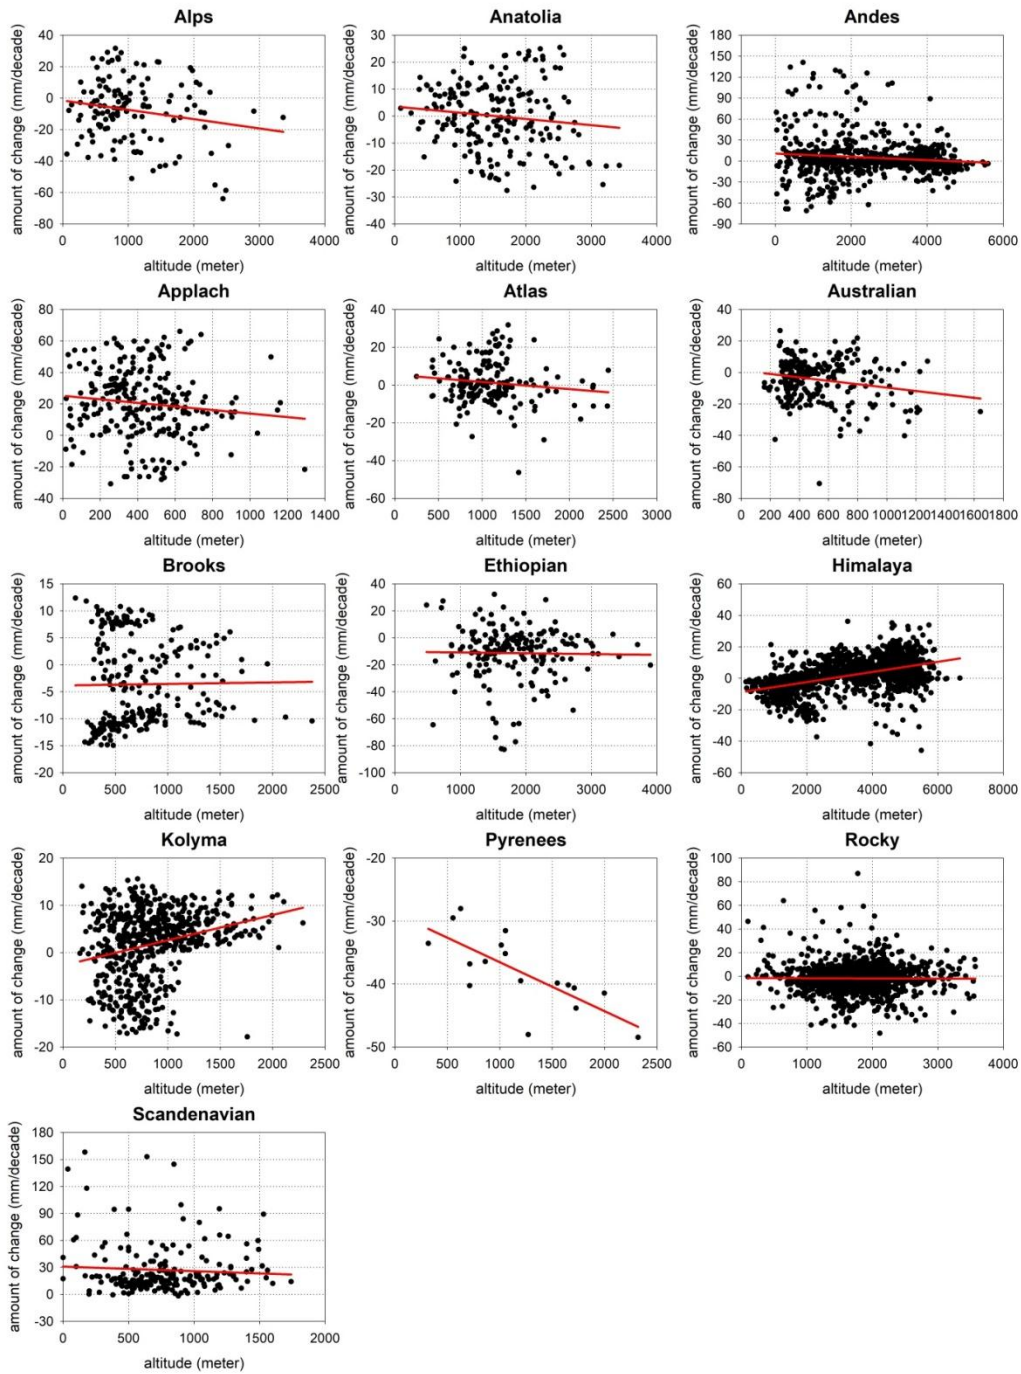 Alps
Anatolia
Andes
amount of change (mm/decade)
40
20
0
-20
-40
-60
-80
0 1000 2000 3000 4000
altitude (meter)
amount of change (mm/decade)
30
20
10
0
-10
-20
-30
-40
0 1000 2000 3000 4000
altitude (meter)
amount of change (mm/decade)
180
150
120
90
60
30
0
-30
-60
-90
0 2000 4000 6000
altitude (meter)
Applach
Atlas
Australian
amount of change (mm/decade)
80
60
40
20
0
-20
-40
0 200 400 600 800 1000 1200 1400
altitude (meter)
amount of change (mm/decade)
40
20
0
-20
-40
-60
0 500 1000 1500 2000 2500 3000
altitude (meter)
amount of change (mm/decade)
40
20
0
-20
-40
-60
-80
0 200 400 600 800 1000 1200 1400 1600 1800
altitude (meter)
Brooks
Ethiopian
Himalaya
amount of change (mm/decade)
15
10
5
0
-5
-10
-15
-20
0 500 1000 1500 2000 2500
altitude (meter)
amount of change (mm/decade)
40
20
0
-20
-40
-60
-80
-100
0 1000 2000 3000 4000
altitude (meter)
amount of change (mm/decade)
60
40
20
0
-20
-40
-60
0 2000 4000 6000 8000
altitude (meter)
Kolyma
Pyrenees
Rocky
amount of change (mm/decade)
20
10
0
-10
-20
0 500 1000 1500 2000 2500
altitude (meter)
amount of change (mm/decade)
-20
-30
-40
-50
0 500 1000 1500 2000 2500
altitude (meter)
amount of change (mm/decade)
100
80
60
40
20
0
-20
-40
-60
0 1000 2000 3000 4000
altitude (meter)
Scandenavian
amount of change (mm/decade)
180
150
120
90
60
30
0
-30
0 500 1000 1500 2000
altitude (meter)